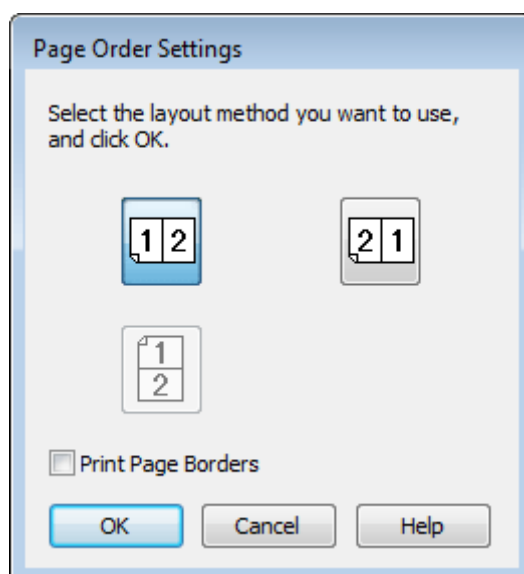 Page Order Settings
Select the layout method you want to use,
and click OK.
1 2
2 1
1
2
Print Page Borders
OK Cancel Help